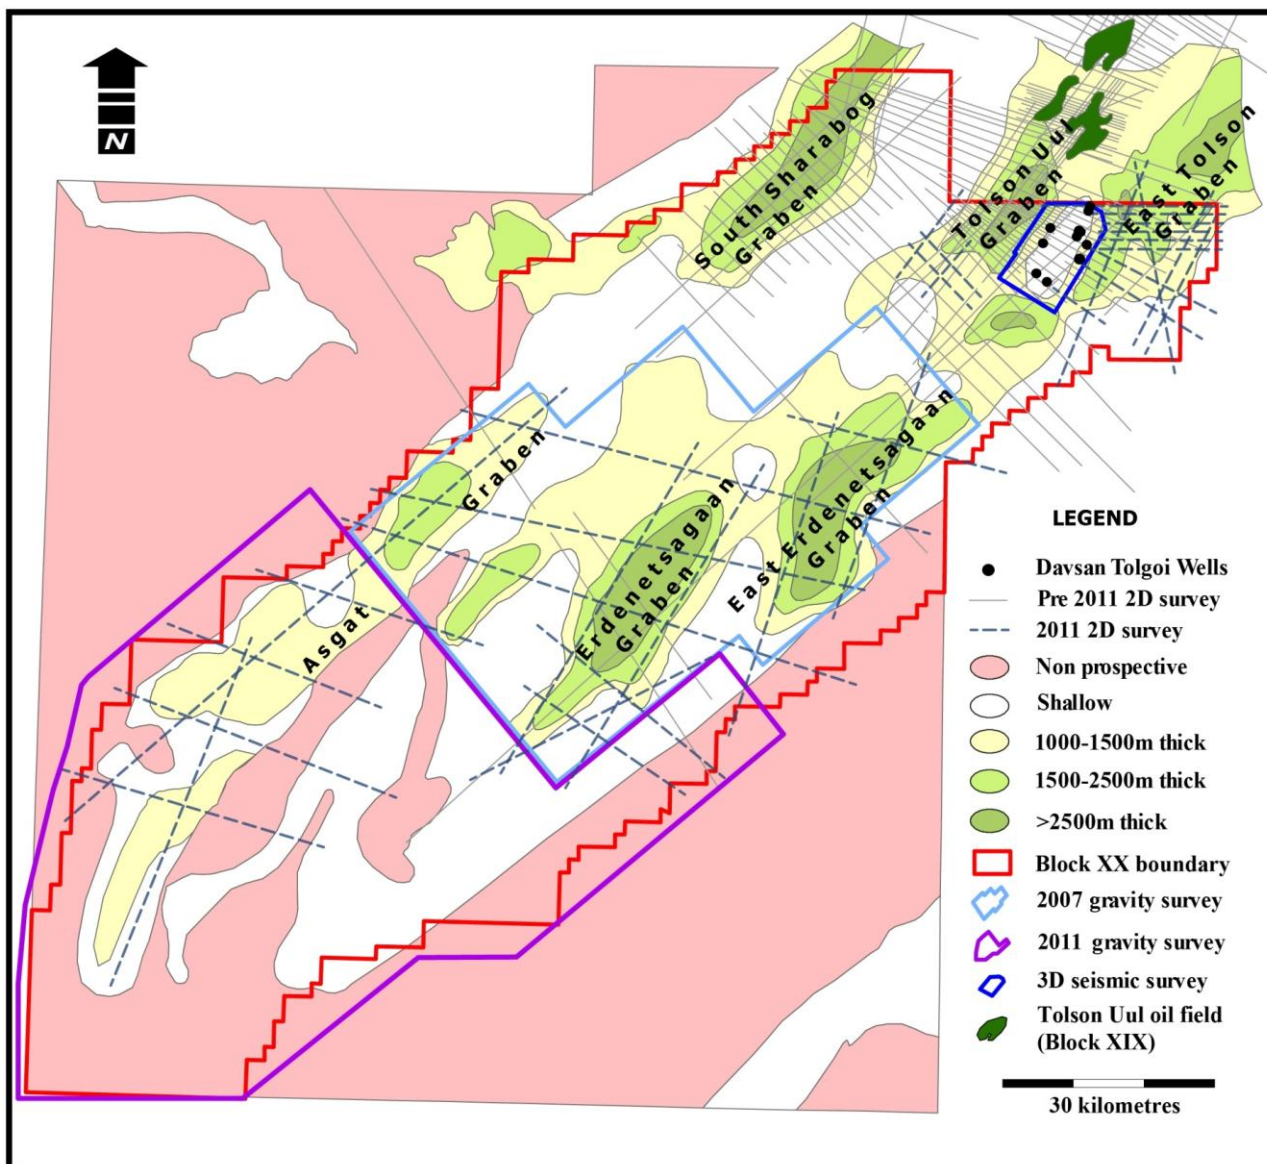 N
South Sharabog
Graben
Tolson Uul
Graben
East Tolson
Graben
Asgat Graben
Erdenetsagaan
Graben
East Erdenetsagaan
Graben
LEGEND
Davsan Tolgoi Wells
Pre 2011 2D survey
2011 2D survey
Non prospective
Shallow
1000-1500m thick
1500-2500m thick
>2500m thick
Block XX boundary
2007 gravity survey
2011 gravity survey
3D seismic survey
Tolson Uul oil field
(Block XIX)
30 kilometres